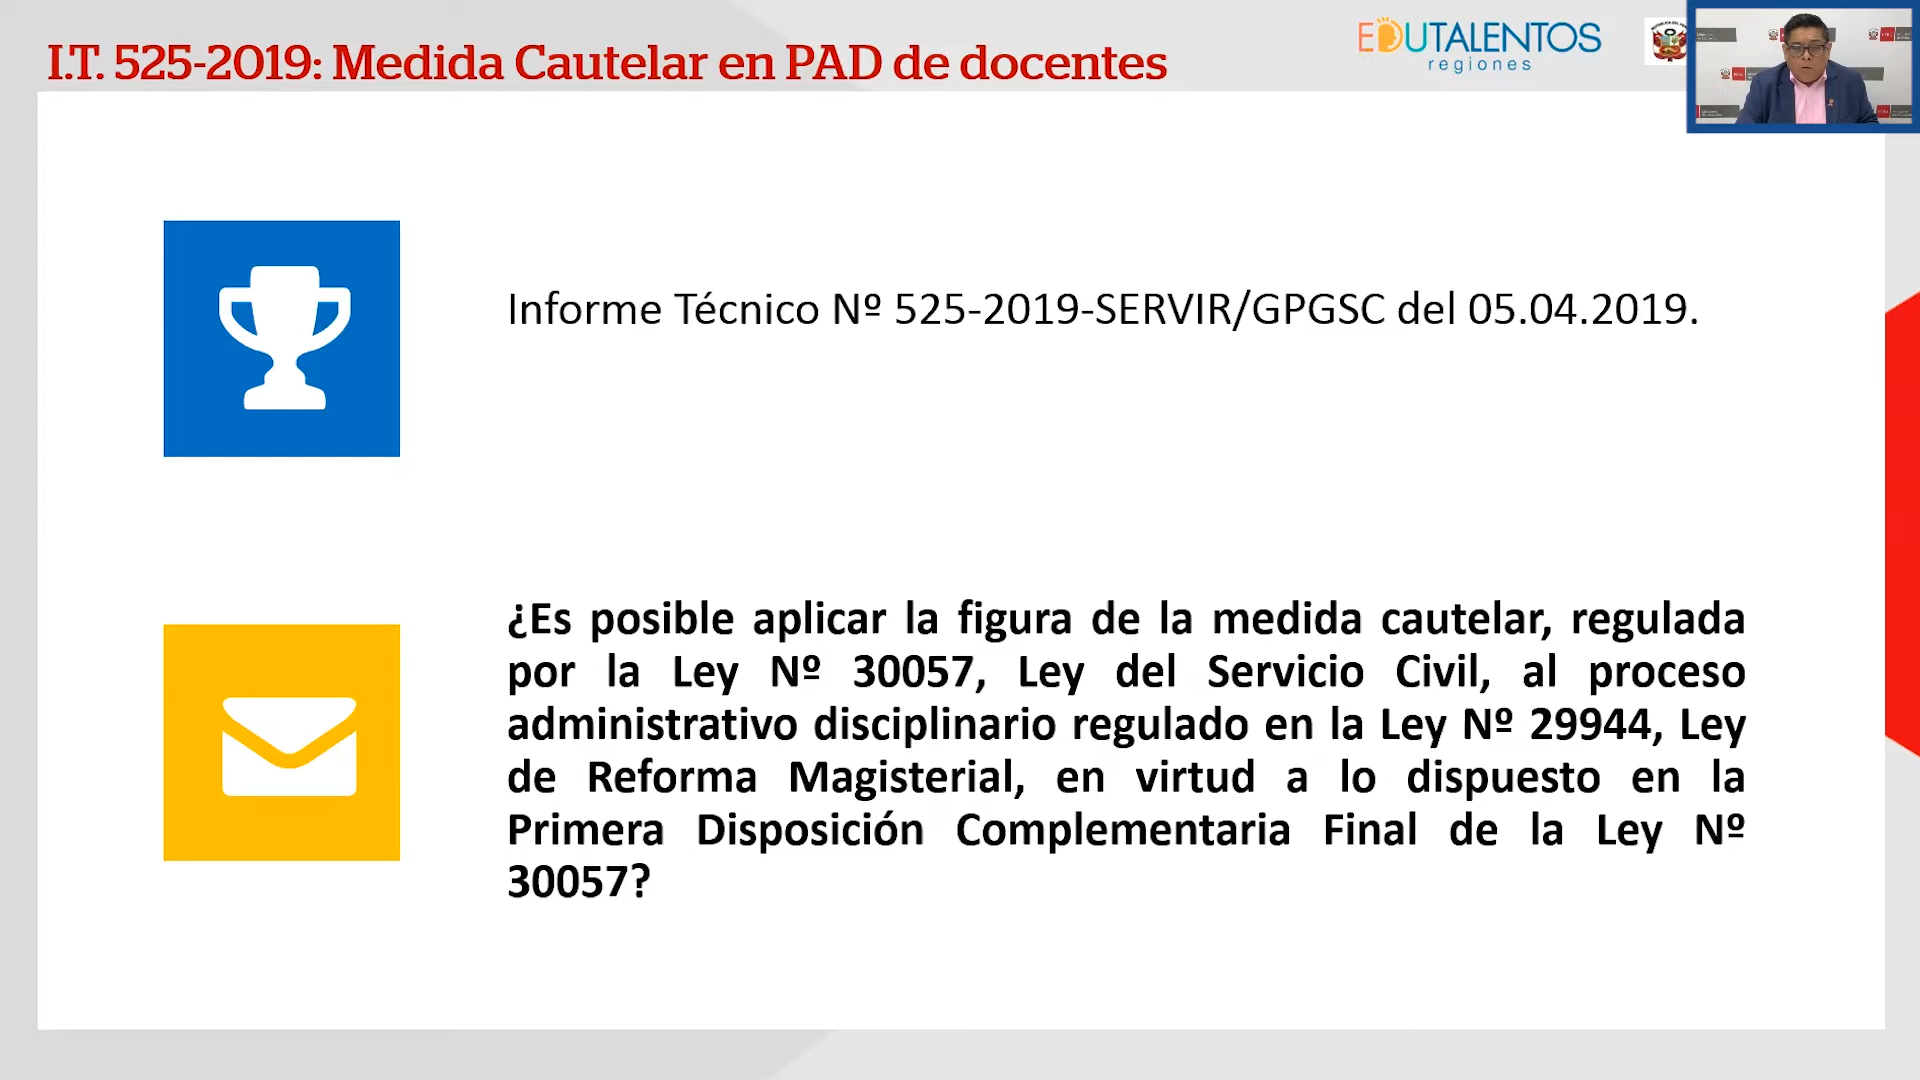 I.T. 525-2019: Medida Cautelar en PAD de docentes
EDUTALENTOS
regiones
Informe Técnico Nº 525-2019-SERVIR/GPGSC del 05.04.2019.
¿Es posible aplicar la figura de la medida cautelar, regulada
por la Ley Nº 30057, Ley del Servicio Civil, al proceso
administrativo disciplinario regulado en la Ley Nº 29944, Ley
de Reforma Magisterial, en virtud a lo dispuesto en la
Primera Disposición Complementaria Final de la Ley Nº
30057?